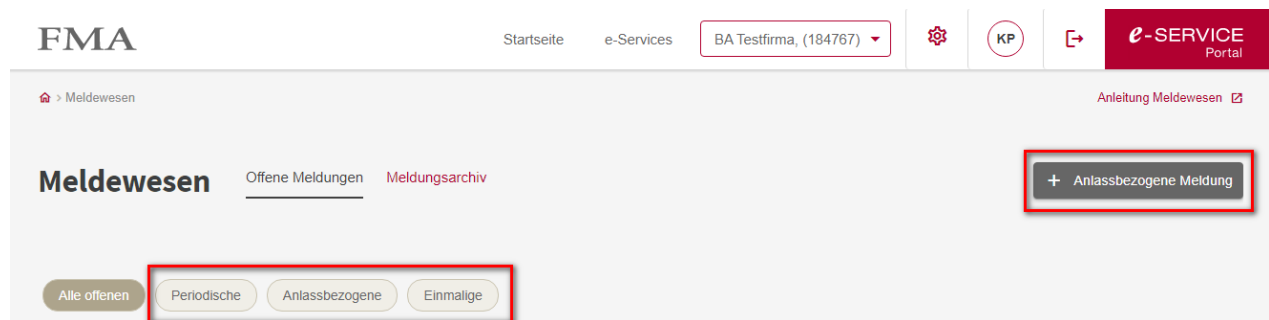 FMA
Startseite e-Services BA Testfirma, (184767) KP e-SERVICE
Portal
> Meldewesen Anleitung Meldewesen
Meldewesen Offene Meldungen Meldungsarchiv + Anlassbezogene Meldung
Alle offenen Periodische Anlassbezogene Einmalige